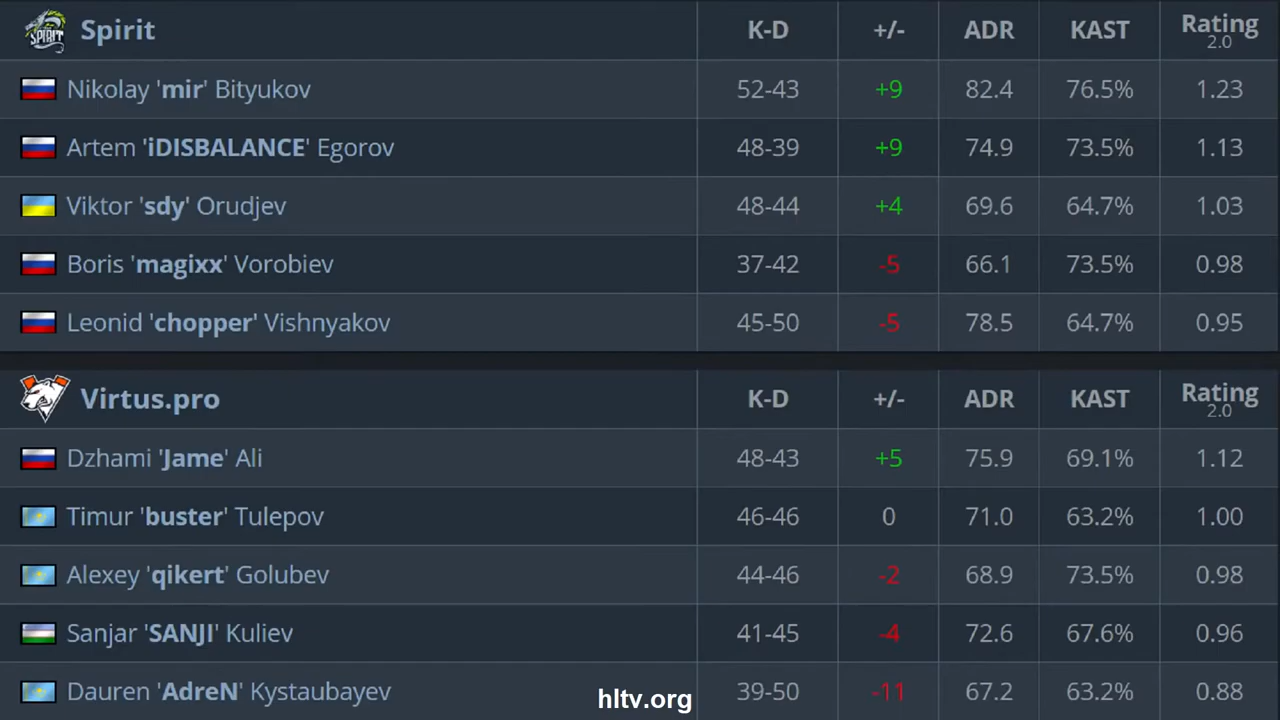 SPIRIT Spirit K-D +/- ADR KAST Rating 2.0
Nikolay 'mir' Bityukov 52-43 +9 82.4 76.5% 1.23
Artem 'iDISBALANCE' Egorov 48-39 +9 74.9 73.5% 1.13
Viktor 'sdy' Orudjev 48-44 +4 69.6 64.7% 1.03
Boris 'magixx' Vorobiev 37-42 -5 66.1 73.5% 0.98
Leonid 'chopper' Vishnyakov 45-50 -5 78.5 64.7% 0.95
Virtus.pro K-D +/- ADR KAST Rating 2.0
Dzhami 'Jame' Ali 48-43 +5 75.9 69.1% 1.12
Timur 'buster' Tulepov 46-46 0 71.0 63.2% 1.00
Alexey 'qikert' Golubev 44-46 -2 68.9 73.5% 0.98
Sanjar 'SANJI' Kuliev 41-45 -4 72.6 67.6% 0.96
Dauren 'AdreN' Kystaubayev 39-50 -11 67.2 63.2% 0.88
hltv.org